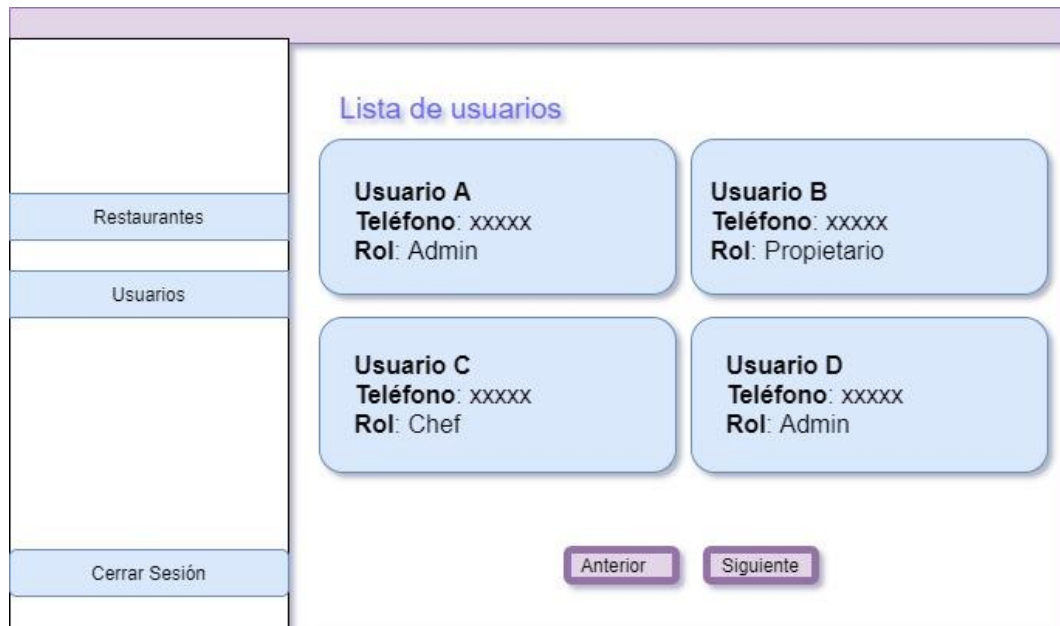 Lista de usuarios
Restaurantes
Usuarios
Cerrar Sesión
Usuario A
Teléfono: xxxxx
Rol: Admin
Usuario B
Teléfono: xxxxx
Rol: Propietario
Usuario C
Teléfono: xxxxx
Rol: Chef
Usuario D
Teléfono: xxxxx
Rol: Admin
Anterior
Siguiente